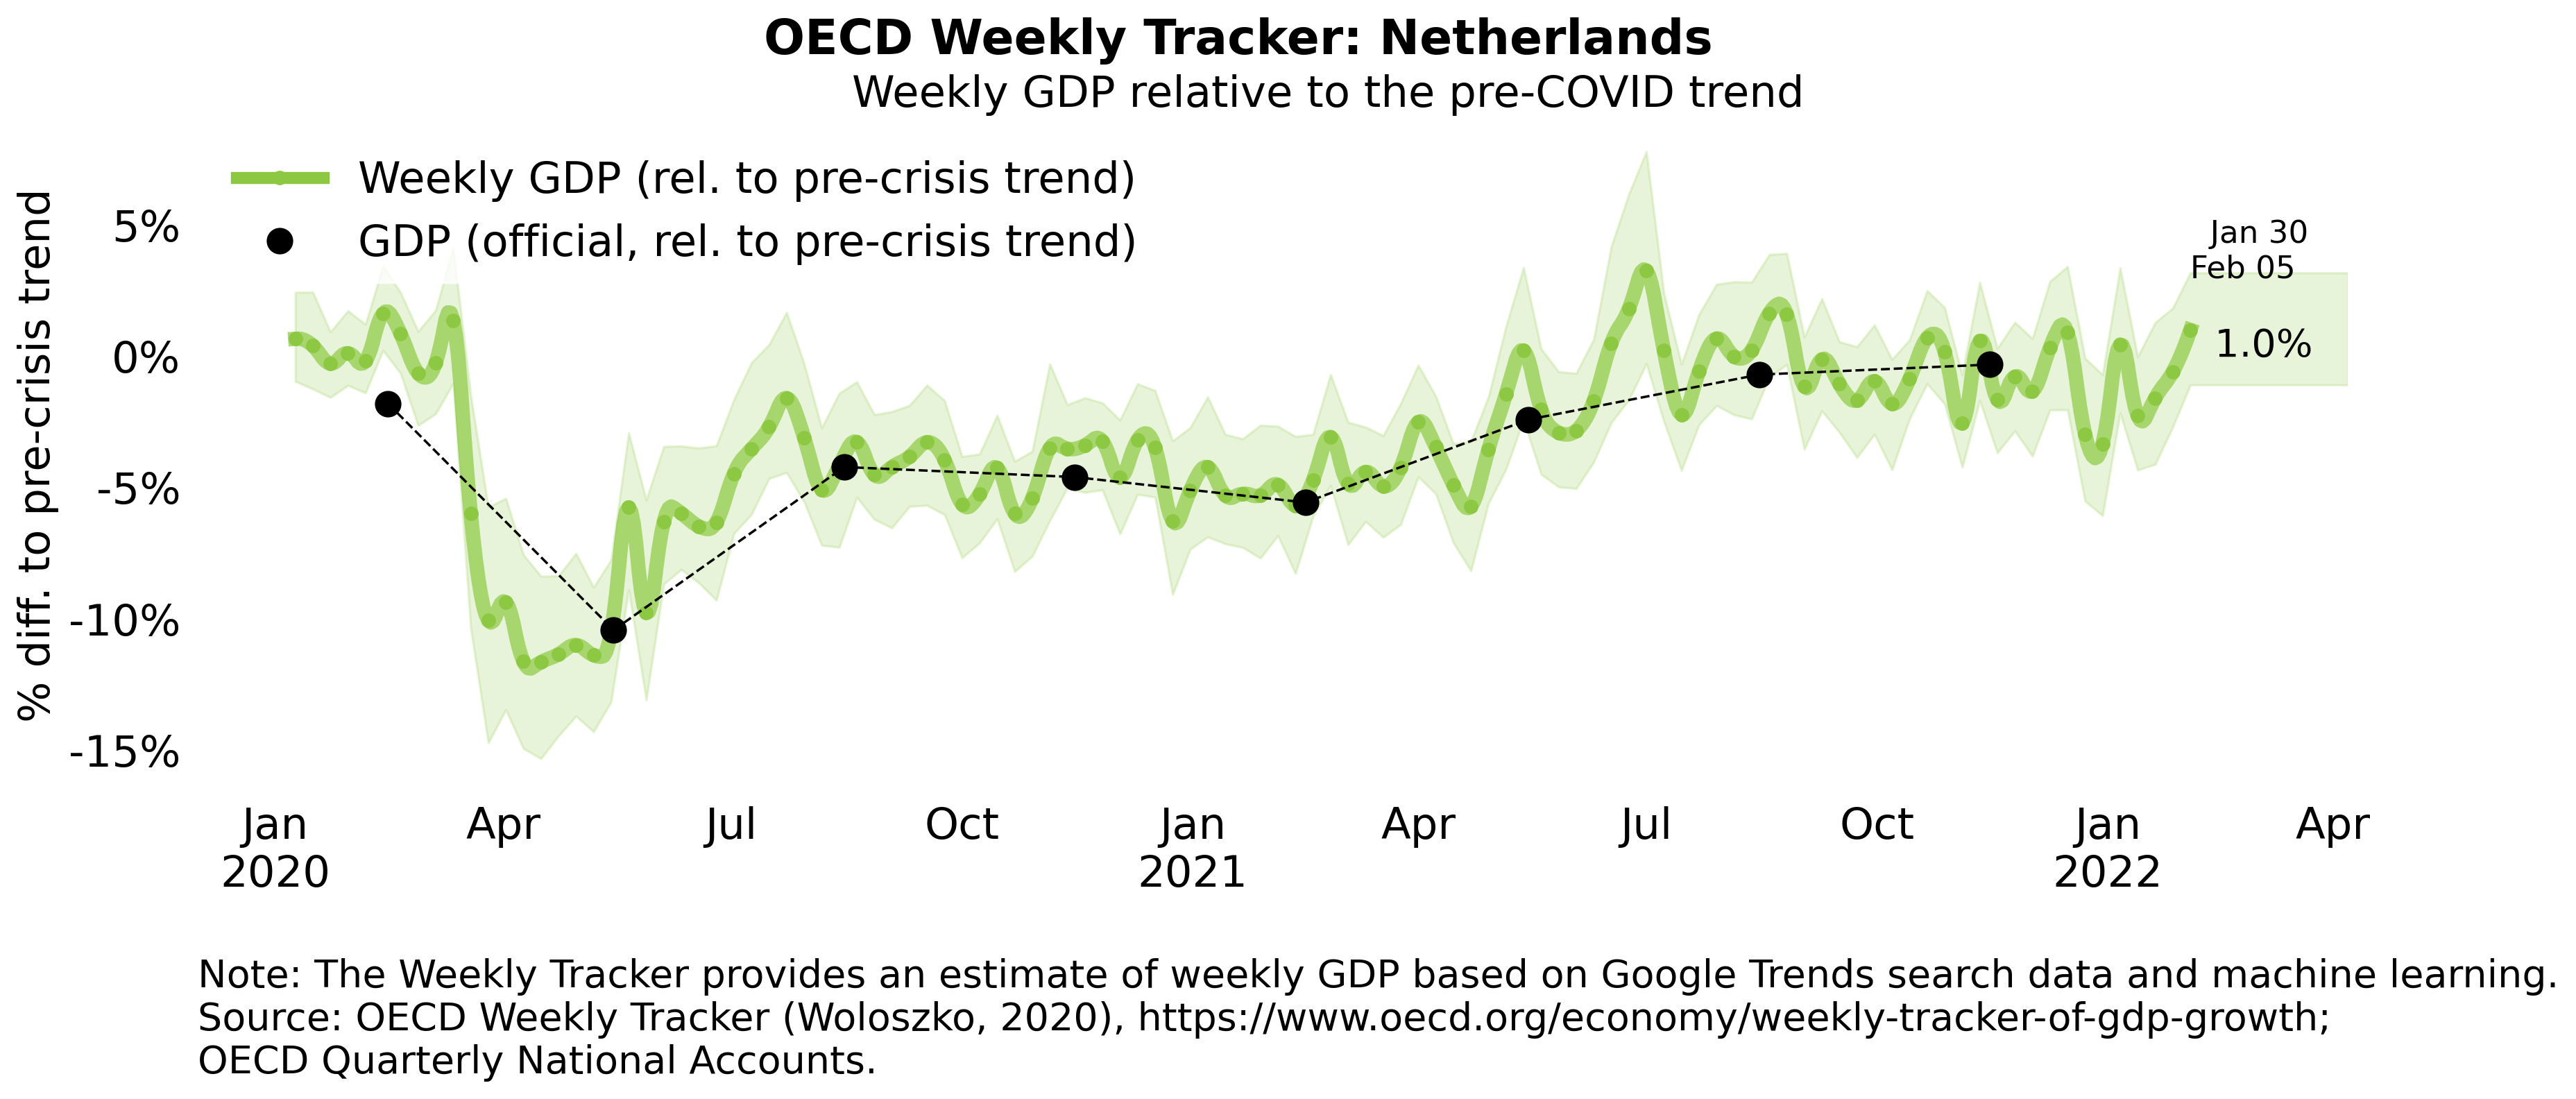 OECD Weekly Tracker: Netherlands
Weekly GDP relative to the pre-COVID trend
Weekly GDP (rel. to pre-crisis trend)
GDP (official, rel. to pre-crisis trend)
% diff. to pre-crisis trend
5%
0%
-5%
-10%
-15%
Jan 30
Feb 05
1.0%
Jan Apr Jul Oct Jan Apr Jul Oct Jan Apr
2020 2021 2022
Note: The Weekly Tracker provides an estimate of weekly GDP based on Google Trends search data and machine learning.
Source: OECD Weekly Tracker (Woloszko, 2020), https://www.oecd.org/economy/weekly-tracker-of-gdp-growth;
OECD Quarterly National Accounts.